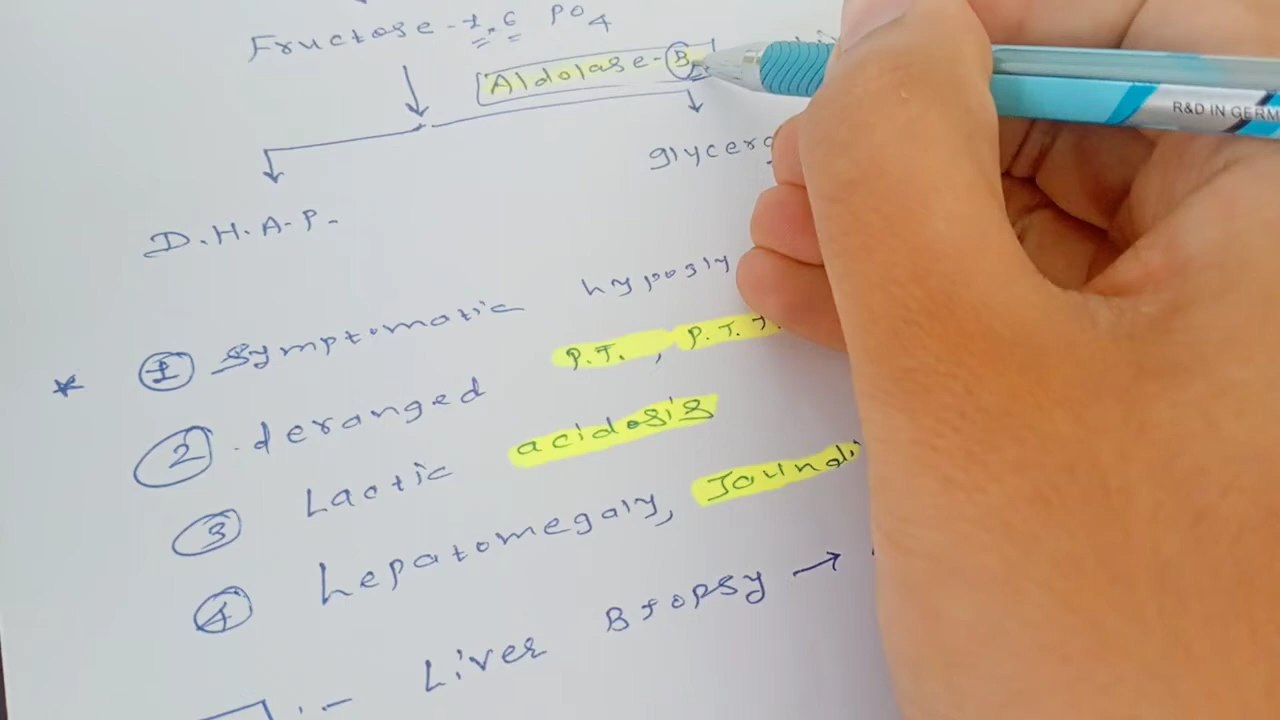 Fructose-1,6 PO4
Aldolase-B
glycer
D.H.A.P.
* 1 Symptomatic hypogly
2 deranged P.T., P.T.T.
3 Lactic acidosis
4 hepatomegaly, Jaundi
:- Liver Biopsy →
R&D IN GERM